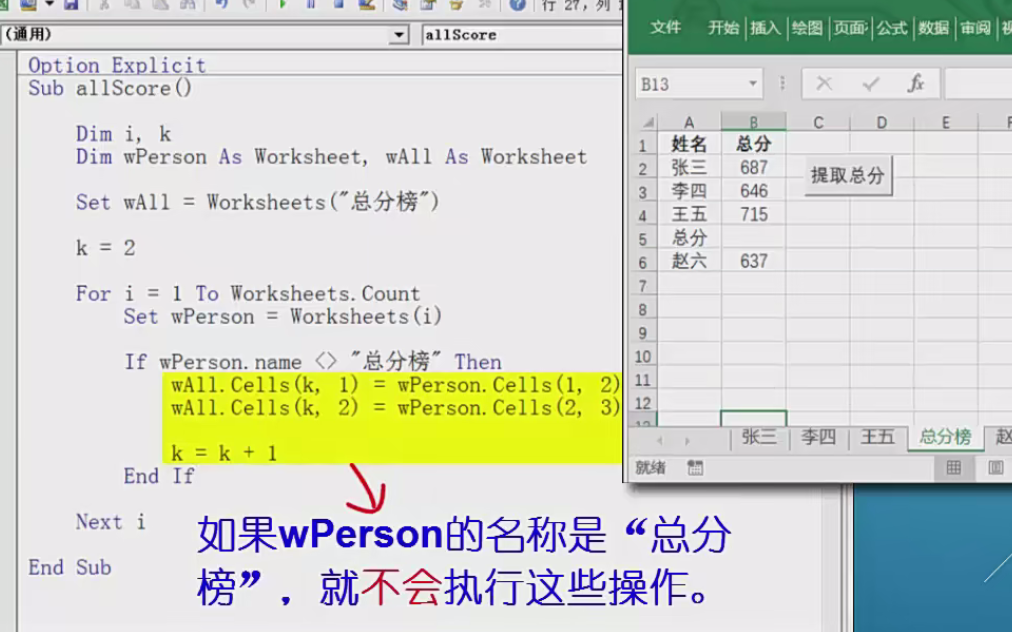 行 27, 列
(通用)
allScore
Option Explicit
Sub allScore()
Dim i, k
Dim wPerson As Worksheet, wAll As Worksheet
Set wAll = Worksheets("总分榜")
k = 2
For i = 1 To Worksheets.Count
Set wPerson = Worksheets(i)
If wPerson.name <> "总分榜" Then
wAll.Cells(k, 1) = wPerson.Cells(1, 2)
wAll.Cells(k, 2) = wPerson.Cells(2, 3)
k = k + 1
End If
Next i
End Sub
如果wPerson的名称是“总分
榜”，就不会执行这些操作。
文件 开始 插入 绘图 页面 公式 数据 审阅
B13 fx
A B C D E
1 姓名 总分
2 张三 687
3 李四 646
4 王五 715
5 总分
6 赵六 637
7
8
9
10
11
12
提取总分
张三 李四 王五 总分榜 赵
就绪